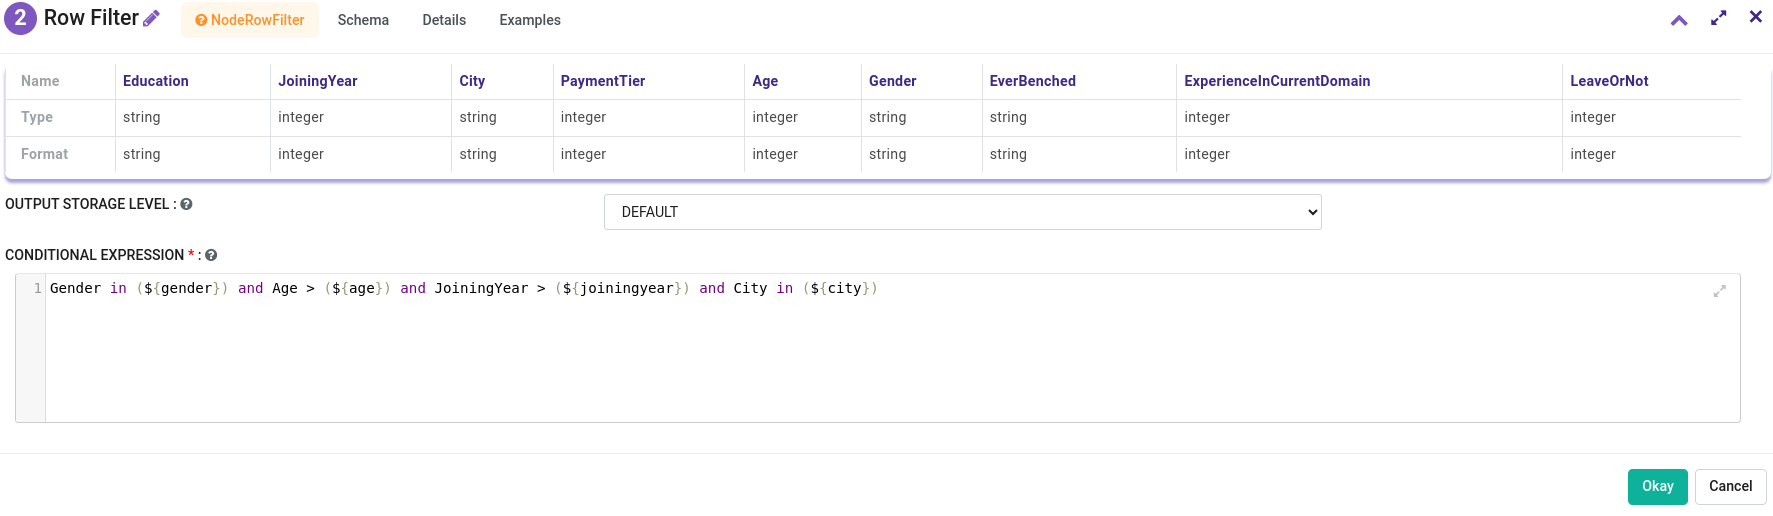 2 Row Filter NodeRowFilter Schema Details Examples
Name Education JoiningYear City PaymentTier Age Gender EverBenched ExperienceInCurrentDomain LeaveOrNot
Type string integer string integer integer string string integer integer
Format string integer string integer integer string string integer integer
OUTPUT STORAGE LEVEL : ? DEFAULT
CONDITIONAL EXPRESSION * : ?
1 Gender in (${gender}) and Age > (${age}) and JoiningYear > (${joiningyear}) and City in (${city})
Okay Cancel